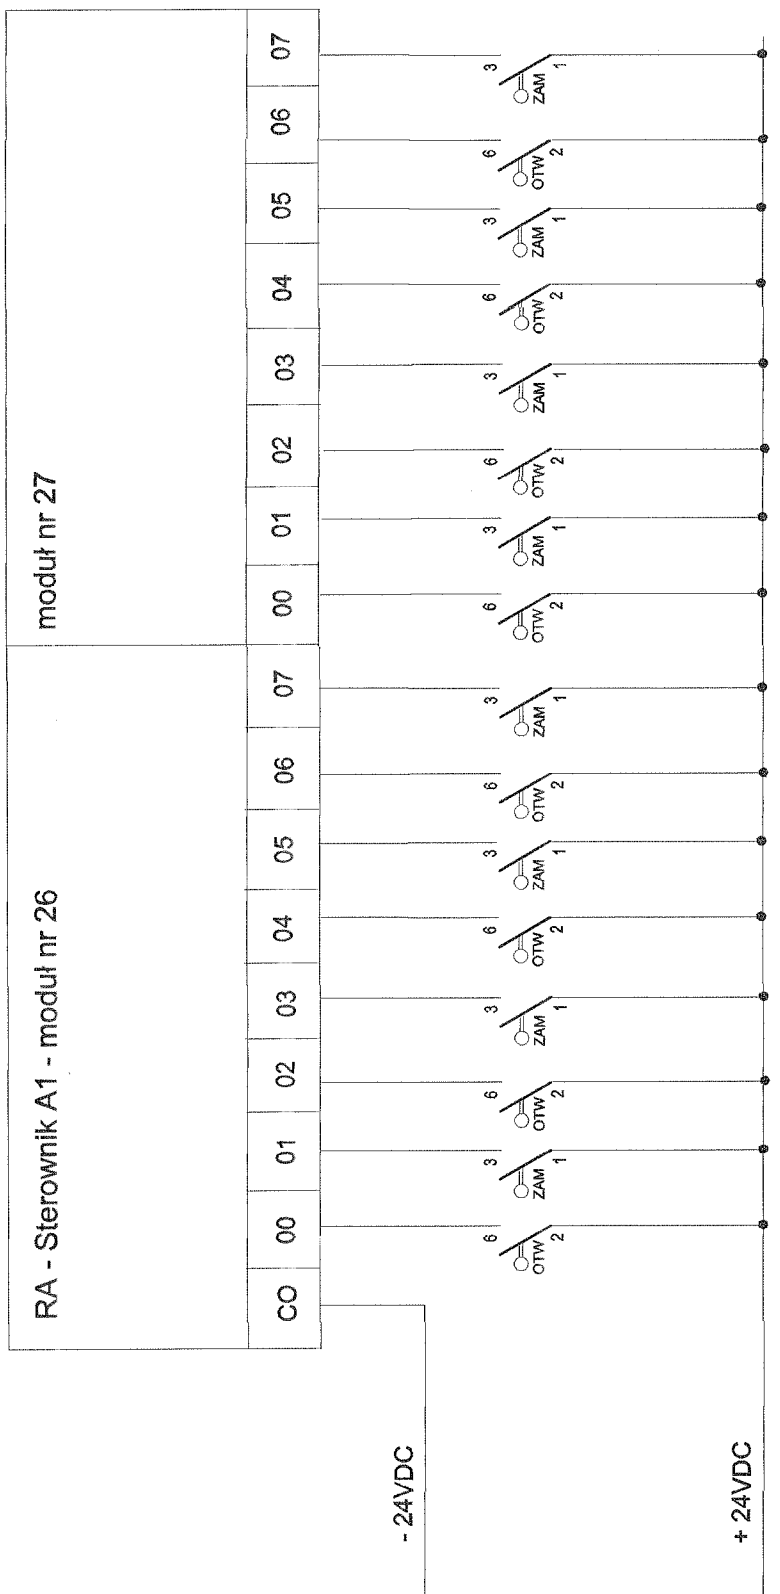 RA - Sterownik A1 - moduł nr 26
moduł nr 27
CO 00 01 02 03 04 05 06 07 00 01 02 03 04 05 06 07
6 3 6 3 6 3 6 3 6 3 6 3 6 3 6 3
OTW ZAM OTW ZAM OTW ZAM OTW ZAM OTW ZAM OTW ZAM OTW ZAM OTW ZAM
2 1 2 1 2 1 2 1 2 1 2 1 2 1 2 1
- 24VDC
+ 24VDC